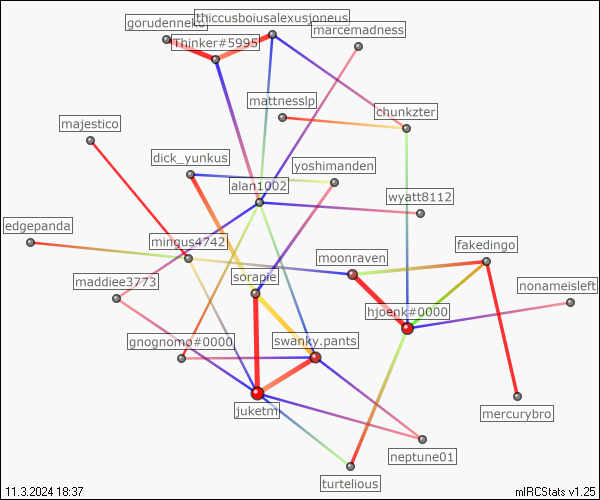 thiccusboiusalexusjoneus
gorudenneko
marcemadness
Thinker#5995
mattnesslp
chunkzter
majestico
dick_yunkus
yoshimanden
alan1002
wyatt8112
edgepanda
mingus4742
fakedingo
moonraven
maddiee3773
sorapie
nonameisleft
hjoenk#0000
gnognomo#0000
swanky.pants
juketm
mercurybro
neptune01
turtelious
11.3.2024 18:37
mIRCStats v1.25